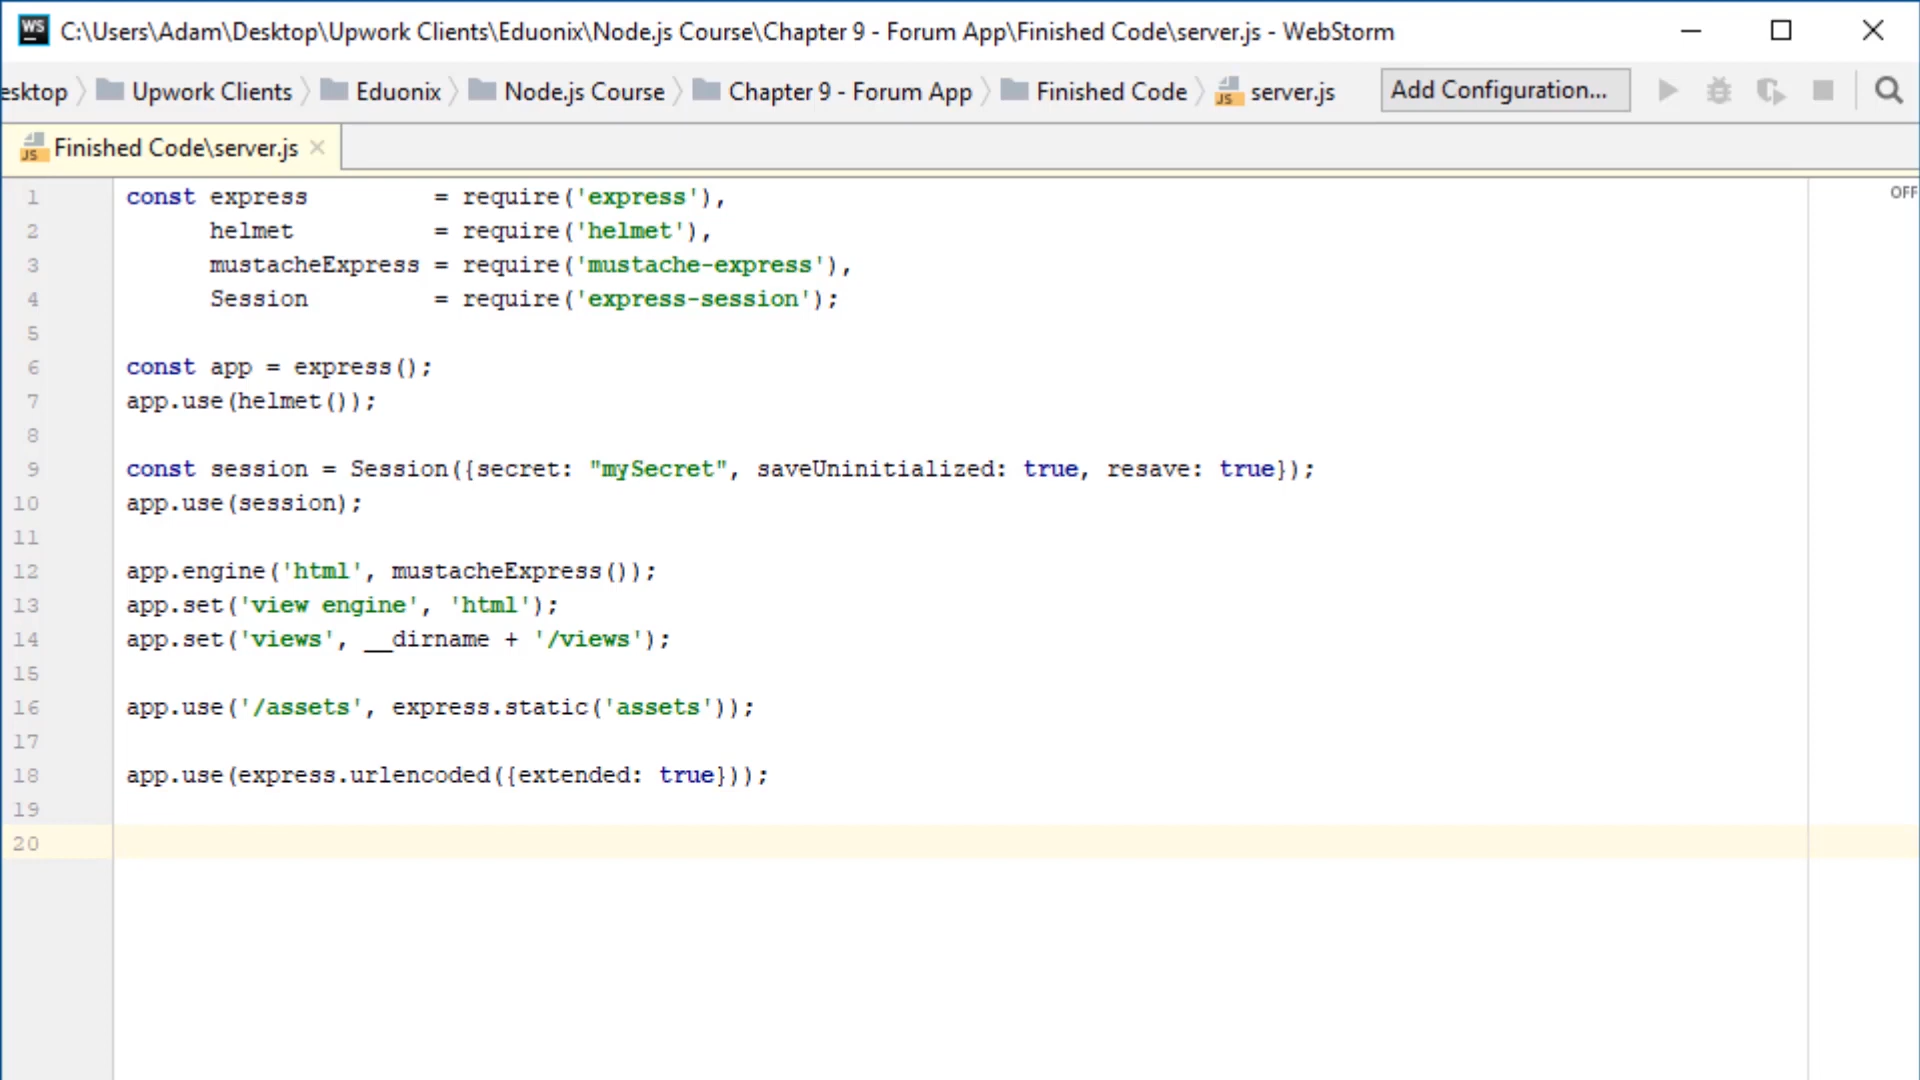 WS C:\Users\Adam\Desktop\Upwork Clients\Eduonix\Node.js Course\Chapter 9 - Forum App\Finished Code\server.js - WebStorm
esktop Upwork Clients Eduonix Node.js Course Chapter 9 - Forum App Finished Code JS server.js Add Configuration...
JS Finished Code\server.js
OFF
1 const express         = require('express'),
2       helmet          = require('helmet'),
3       mustacheExpress = require('mustache-express'),
4       Session         = require('express-session');
5
6 const app = express();
7 app.use(helmet());
8
9 const session = Session({secret: "mySecret", saveUninitialized: true, resave: true});
10 app.use(session);
11
12 app.engine('html', mustacheExpress());
13 app.set('view engine', 'html');
14 app.set('views', __dirname + '/views');
15
16 app.use('/assets', express.static('assets'));
17
18 app.use(express.urlencoded({extended: true}));
19
20